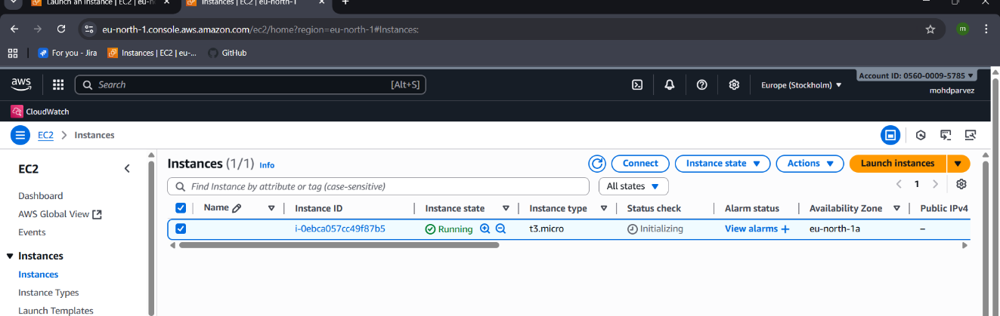 Launch an instance | EC2 | eu-n
Instances | EC2 | eu-north-1
eu-north-1.console.aws.amazon.com/ec2/home?region=eu-north-1#Instances:
m
For you - Jira
Instances | EC2 | eu-...
GitHub
aws
Search
[Alt+S]
Europe (Stockholm)
Account ID: 0560-0009-5785
mohdparvez
CloudWatch
EC2
Instances
EC2
Dashboard
AWS Global View
Events
Instances
Instances
Instance Types
Launch Templates
Instances (1/1) Info
Connect
Instance state
Actions
Launch instances
Find Instance by attribute or tag (case-sensitive)
All states
1
Name Instance ID Instance state Instance type Status check Alarm status Availability Zone Public IPv4
i-0ebca057cc49f87b5 Running t3.micro Initializing View alarms + eu-north-1a –